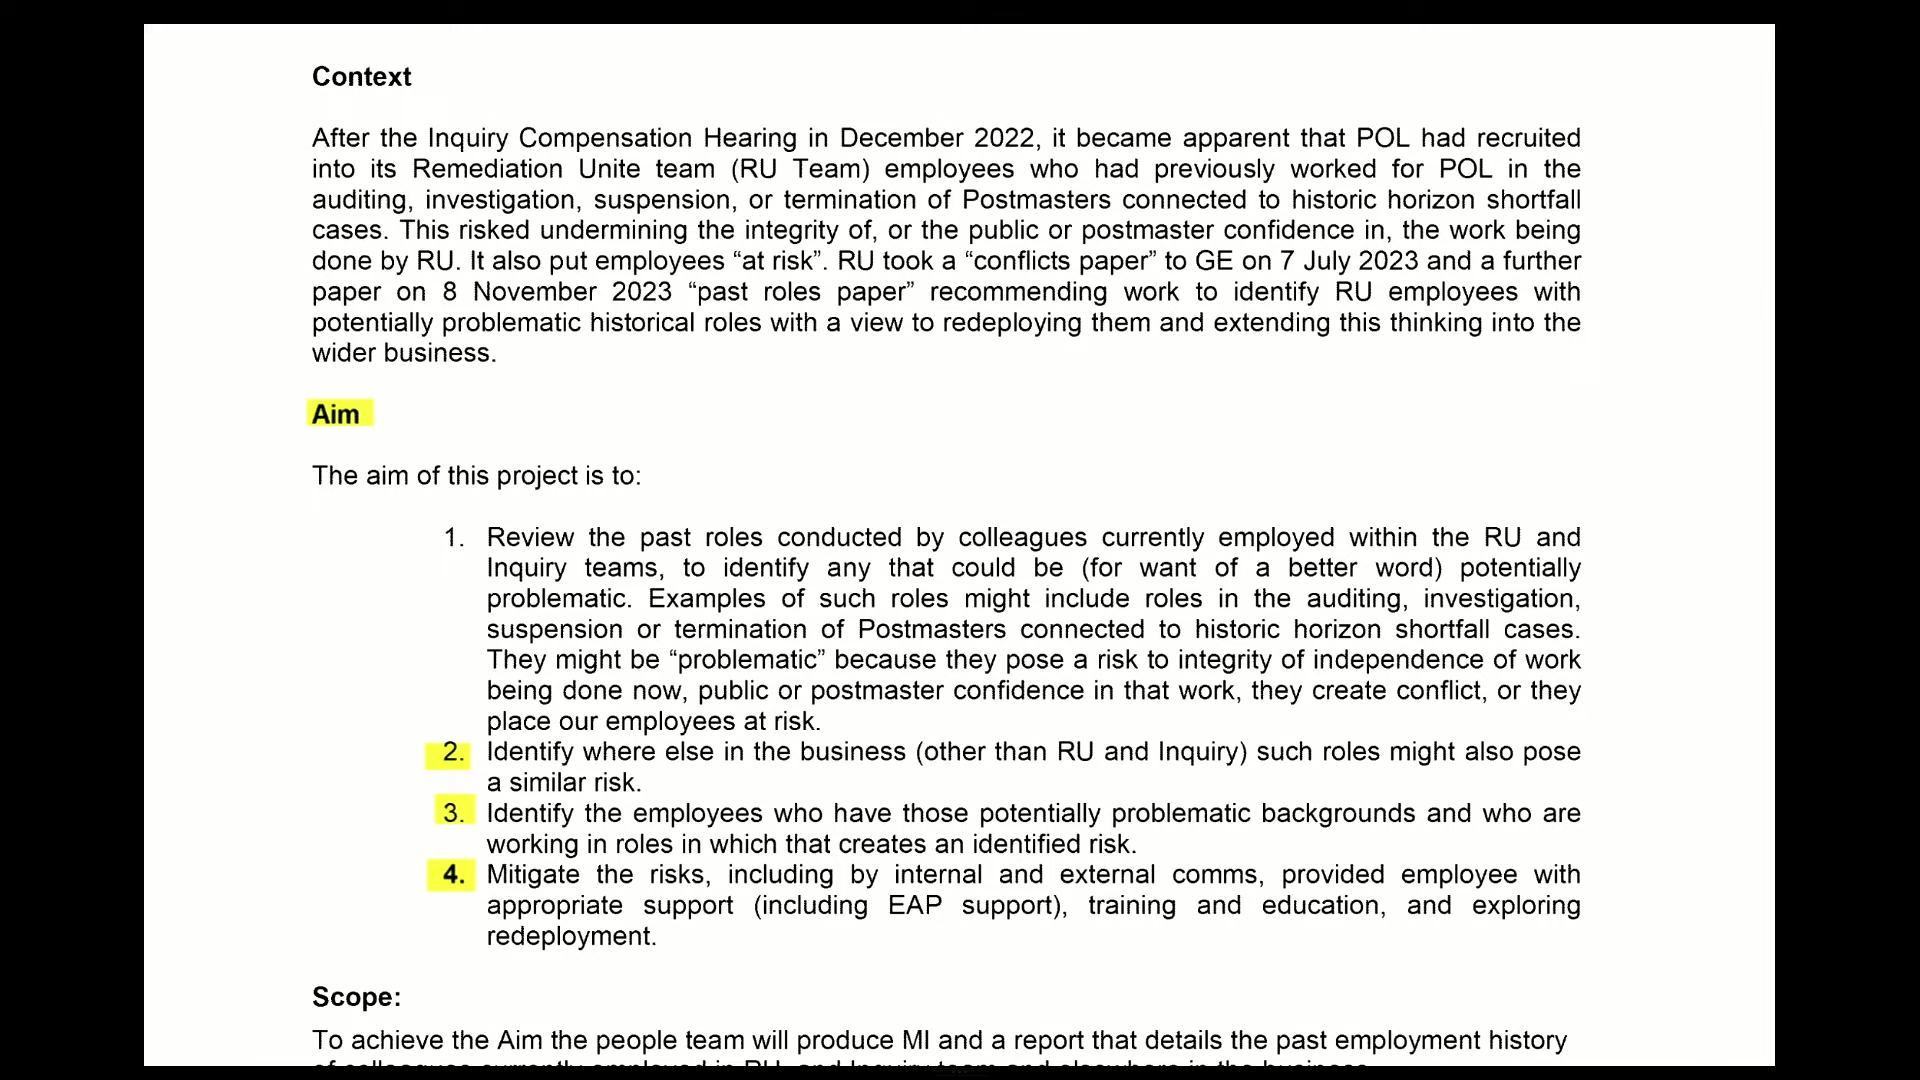 Context
After the Inquiry Compensation Hearing in December 2022, it became apparent that POL had recruited
into its Remediation Unite team (RU Team) employees who had previously worked for POL in the
auditing, investigation, suspension, or termination of Postmasters connected to historic horizon shortfall
cases. This risked undermining the integrity of, or the public or postmaster confidence in, the work being
done by RU. It also put employees “at risk”. RU took a “conflicts paper” to GE on 7 July 2023 and a further
paper on 8 November 2023 “past roles paper” recommending work to identify RU employees with
potentially problematic historical roles with a view to redeploying them and extending this thinking into the
wider business.
Aim
The aim of this project is to:
1. Review the past roles conducted by colleagues currently employed within the RU and
Inquiry teams, to identify any that could be (for want of a better word) potentially
problematic. Examples of such roles might include roles in the auditing, investigation,
suspension or termination of Postmasters connected to historic horizon shortfall cases.
They might be “problematic” because they pose a risk to integrity of independence of work
being done now, public or postmaster confidence in that work, they create conflict, or they
place our employees at risk.
2. Identify where else in the business (other than RU and Inquiry) such roles might also pose
a similar risk.
3. Identify the employees who have those potentially problematic backgrounds and who are
working in roles in which that creates an identified risk.
4. Mitigate the risks, including by internal and external comms, provided employee with
appropriate support (including EAP support), training and education, and exploring
redeployment.
Scope:
To achieve the Aim the people team will produce MI and a report that details the past employment history
of colleagues currently employed in RU, and Inquiry team and elsewhere in the business.